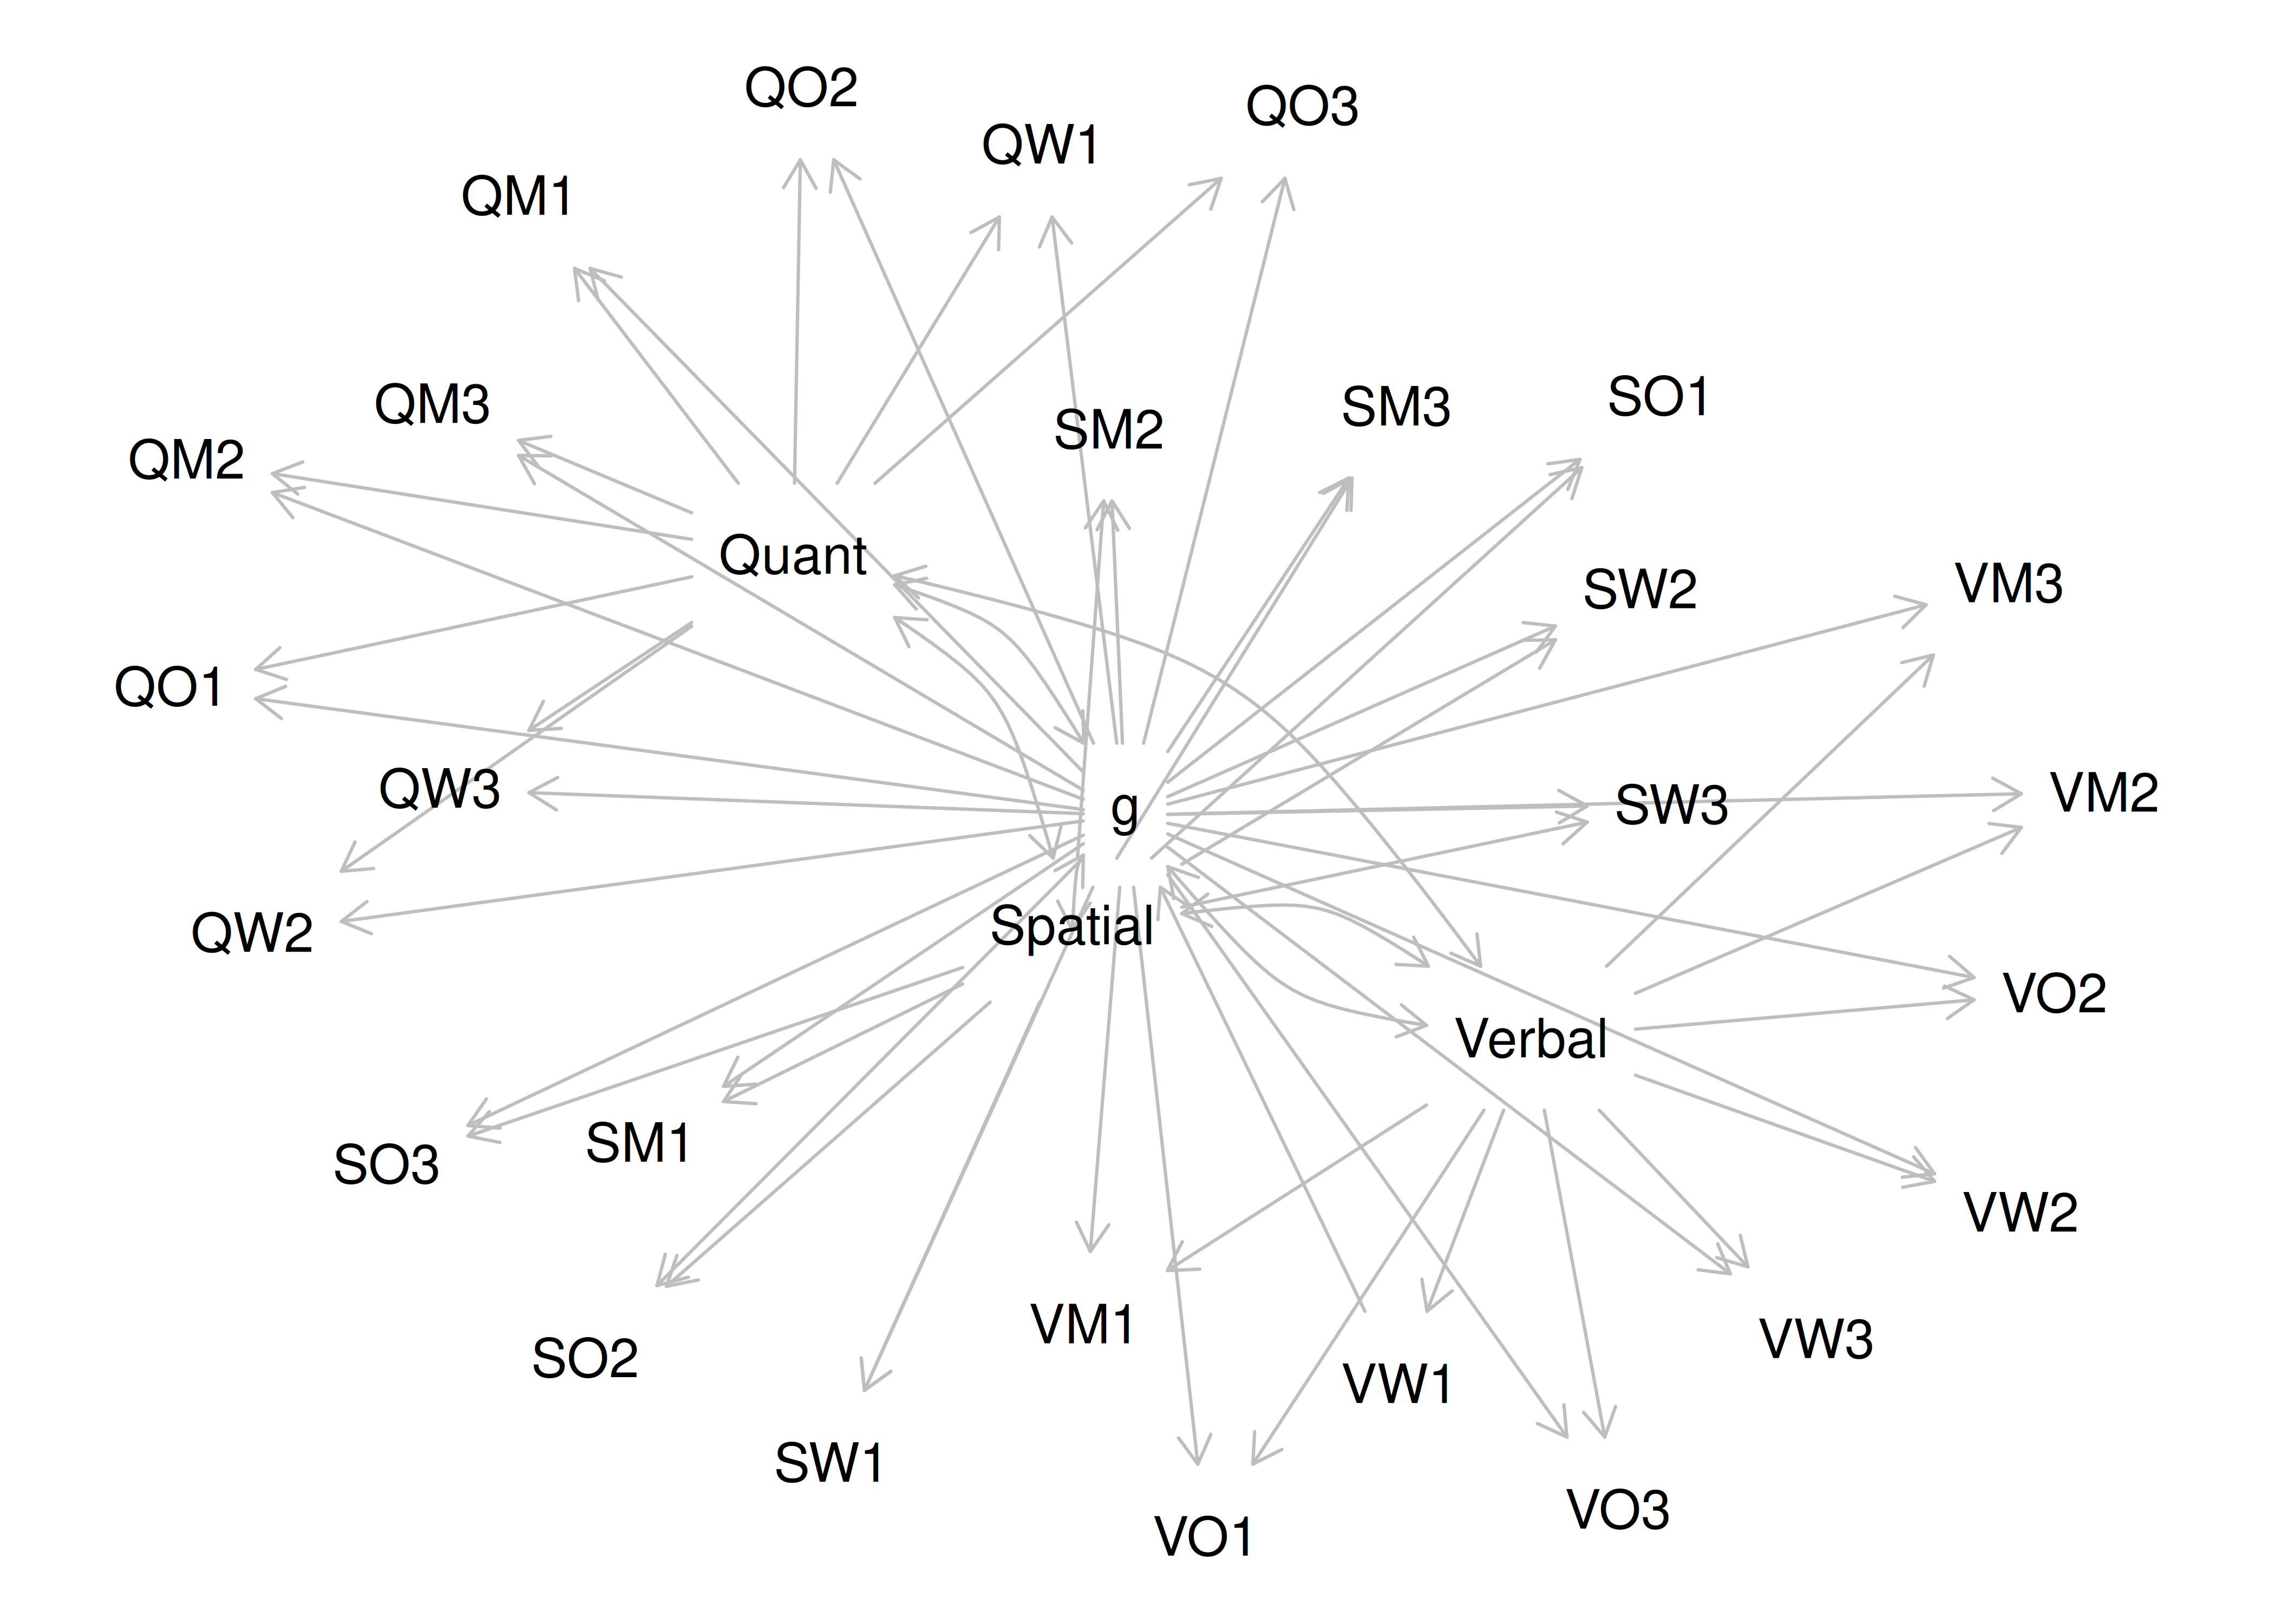 QO2
QO3
QW1
QM1
SO1
QM3
SM3
SM2
QM2
Quant
VM3
SW2
QO1
QW3
VM2
SW3
g
QW2
Spatial
VO2
Verbal
SM1
SO3
VW2
VM1
VW3
SO2
VW1
SW1
VO3
VO1